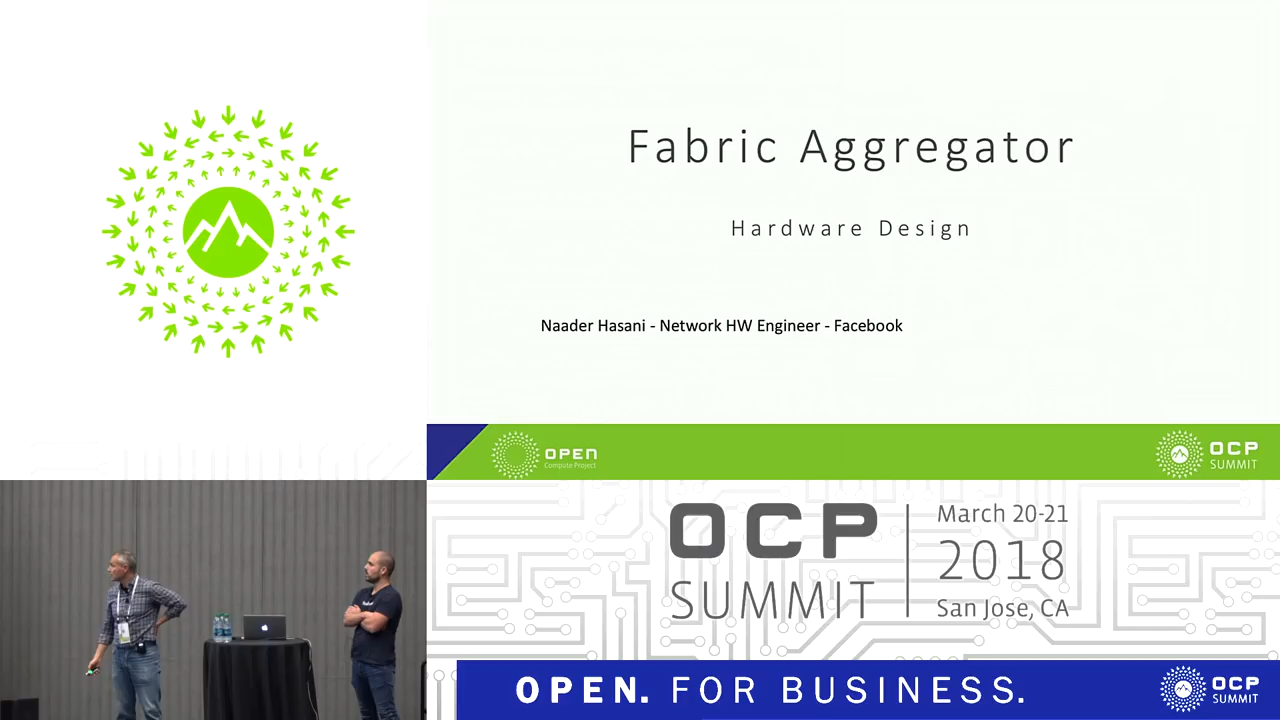 Fabric Aggregator
Hardware Design
Naader Hasani - Network HW Engineer - Facebook
OPEN
Compute Project
OCP
SUMMIT
OCP
SUMMIT
March 20-21
2018
San Jose, CA
OPEN. FOR BUSINESS.
OCP
SUMMIT